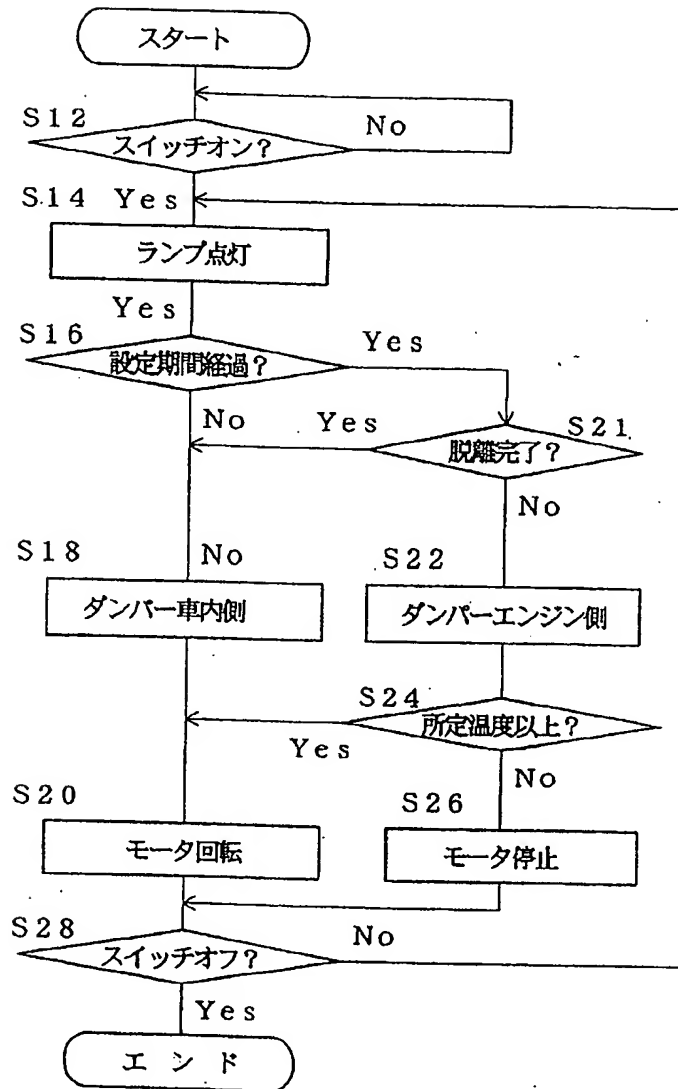 スタート
S12
No
スイッチオン?
S14 Yes
ランプ点灯
Yes
S16
Yes
設定期間経過?
No
Yes
S21
脱離完了?
No
S18
No
S22
ダンパー車内側
ダンパーエンジン側
S24
所定温度以上?
Yes
No
S20
S26
モータ回転
モータ停止
S28
No
スイッチオフ?
Yes
エンド